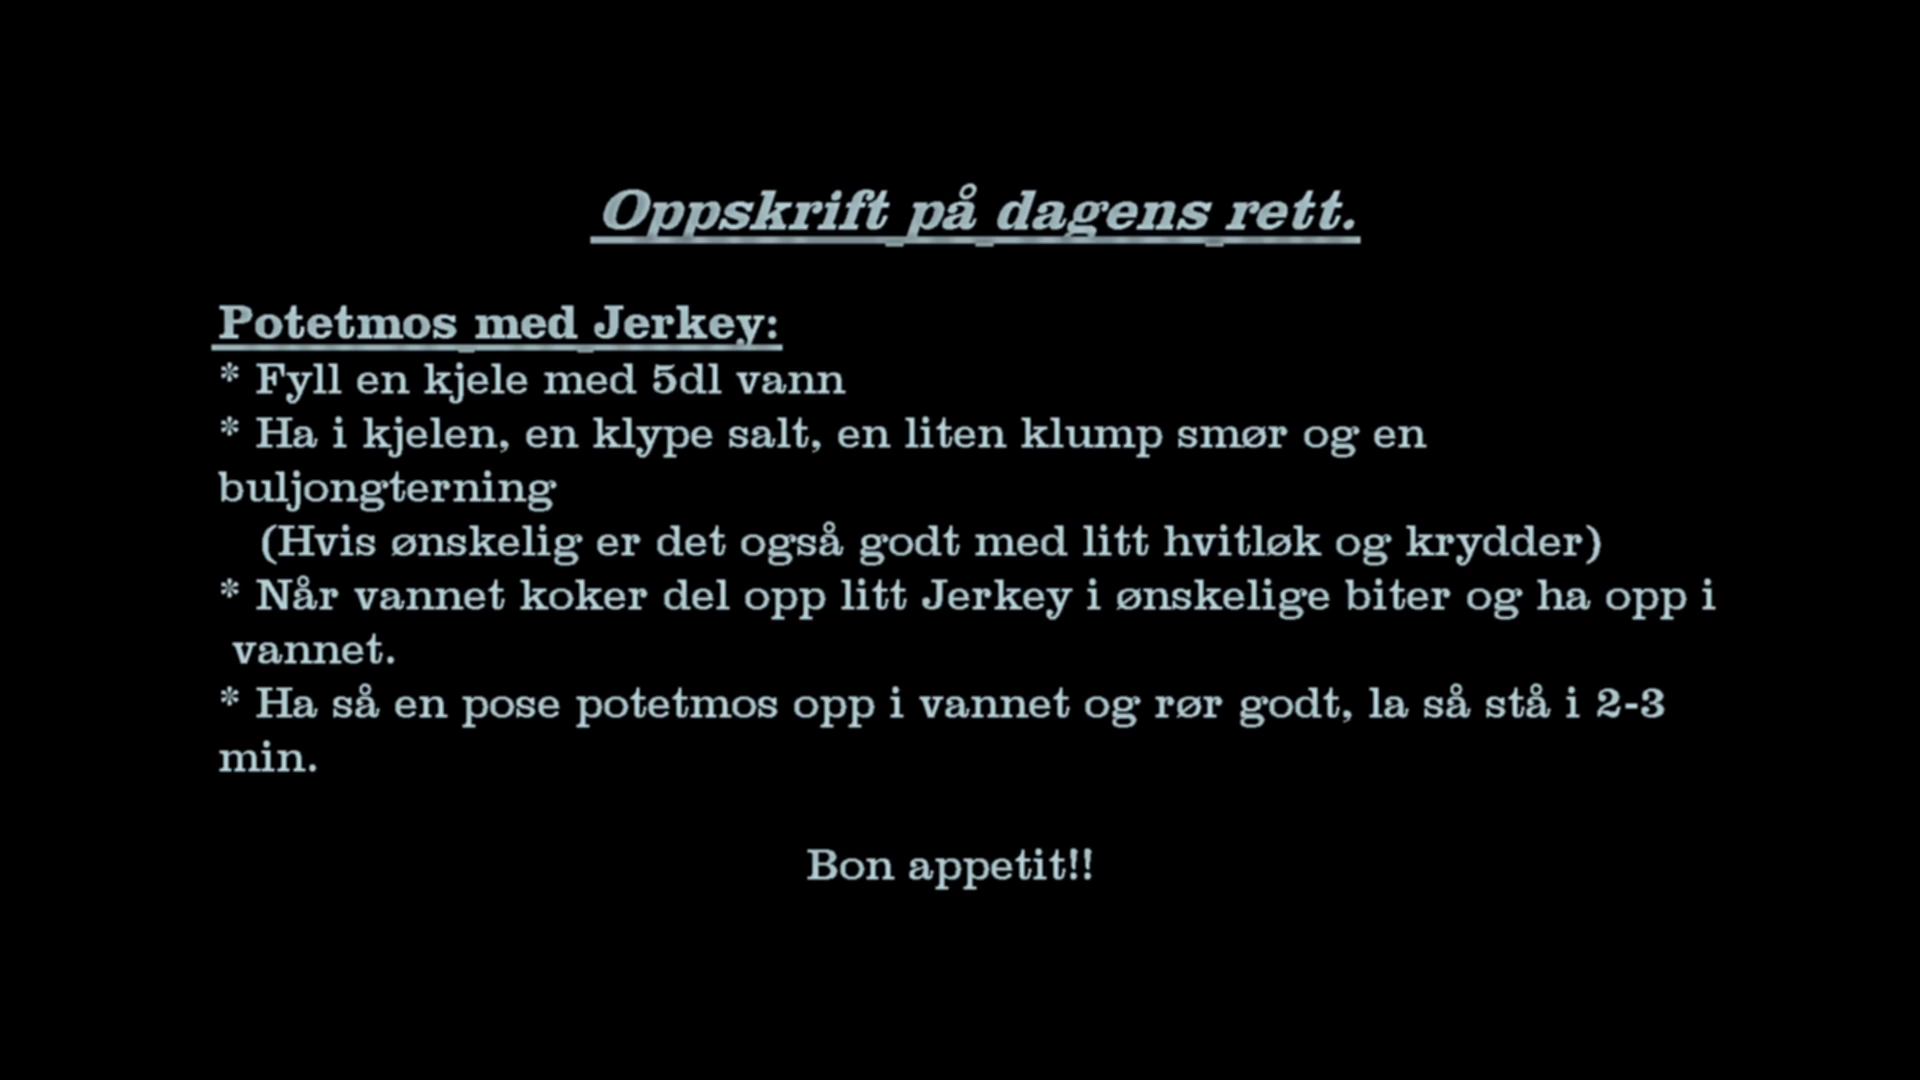 Oppskrift på dagens rett.
Potetmos med Jerkey:
* Fyll en kjele med 5dl vann
* Ha i kjelen, en klype salt, en liten klump smør og en
buljongterning
(Hvis ønskelig er det også godt med litt hvitløk og krydder)
* Når vannet koker del opp litt Jerkey i ønskelige biter og ha opp i
vannet.
* Ha så en pose potetmos opp i vannet og rør godt, la så stå i 2-3
min.
Bon appetit!!